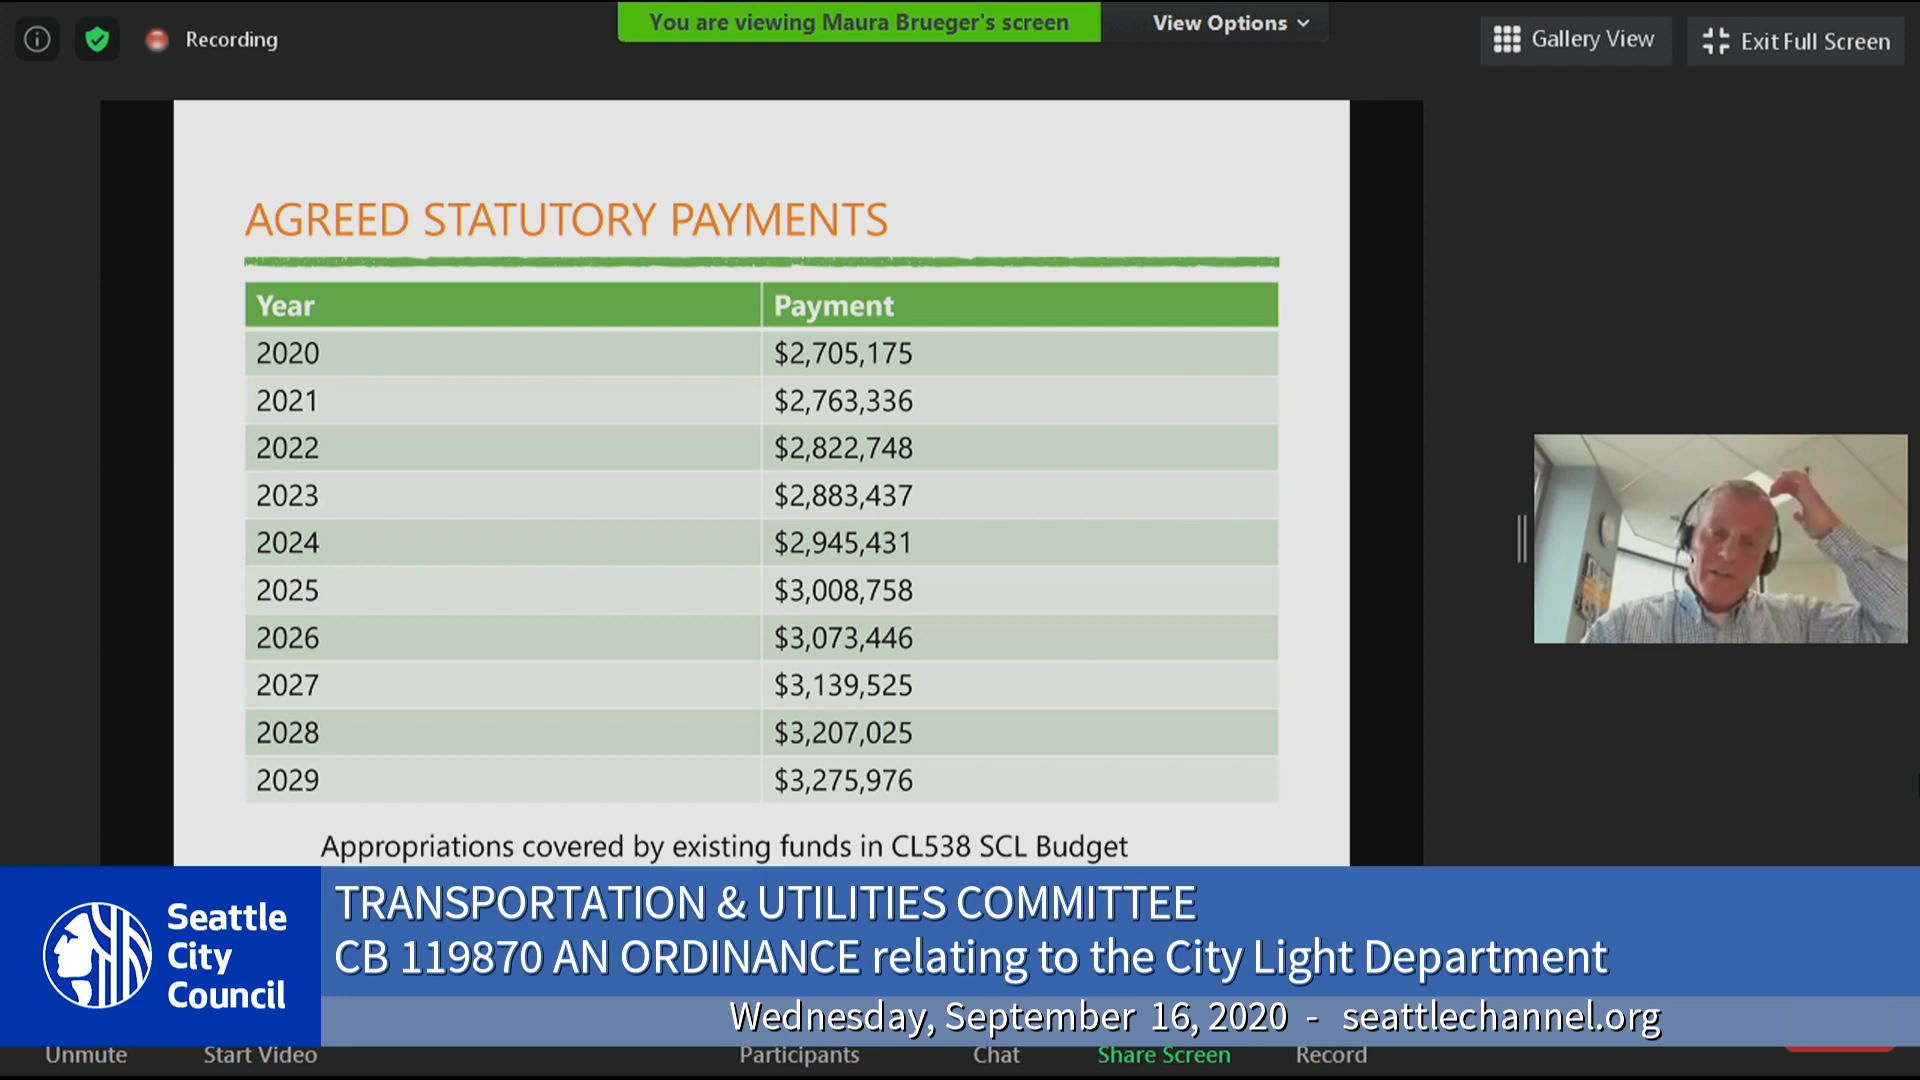 Recording
You are viewing Maura Brueger's screen
View Options
Gallery View
Exit Full Screen
AGREED STATUTORY PAYMENTS
Year Payment
2020 $2,705,175
2021 $2,763,336
2022 $2,822,748
2023 $2,883,437
2024 $2,945,431
2025 $3,008,758
2026 $3,073,446
2027 $3,139,525
2028 $3,207,025
2029 $3,275,976
Appropriations covered by existing funds in CL538 SCL Budget
Seattle
City
Council
TRANSPORTATION & UTILITIES COMMITTEE
CB 119870 AN ORDINANCE relating to the City Light Department
Wednesday, September 16, 2020 - seattlechannel.org
Unmute
Start Video
Participants
Chat
Share Screen
Record